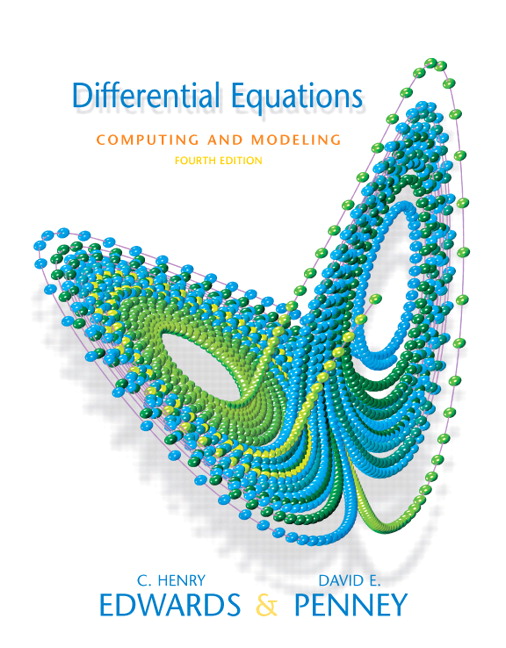 Differential Equations
COMPUTING AND MODELING
FOURTH EDITION
C. HENRY DAVID E.
EDWARDS & PENNEY